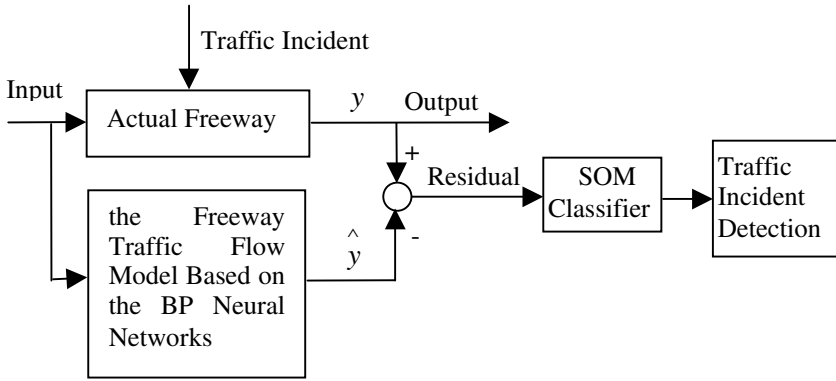 Traffic Incident
Input
Actual Freeway
y
Output
+
Residual
SOM
Classifier
Traffic
Incident
Detection
the Freeway
Traffic Flow
Model Based on
the BP Neural
Networks
^
y
-